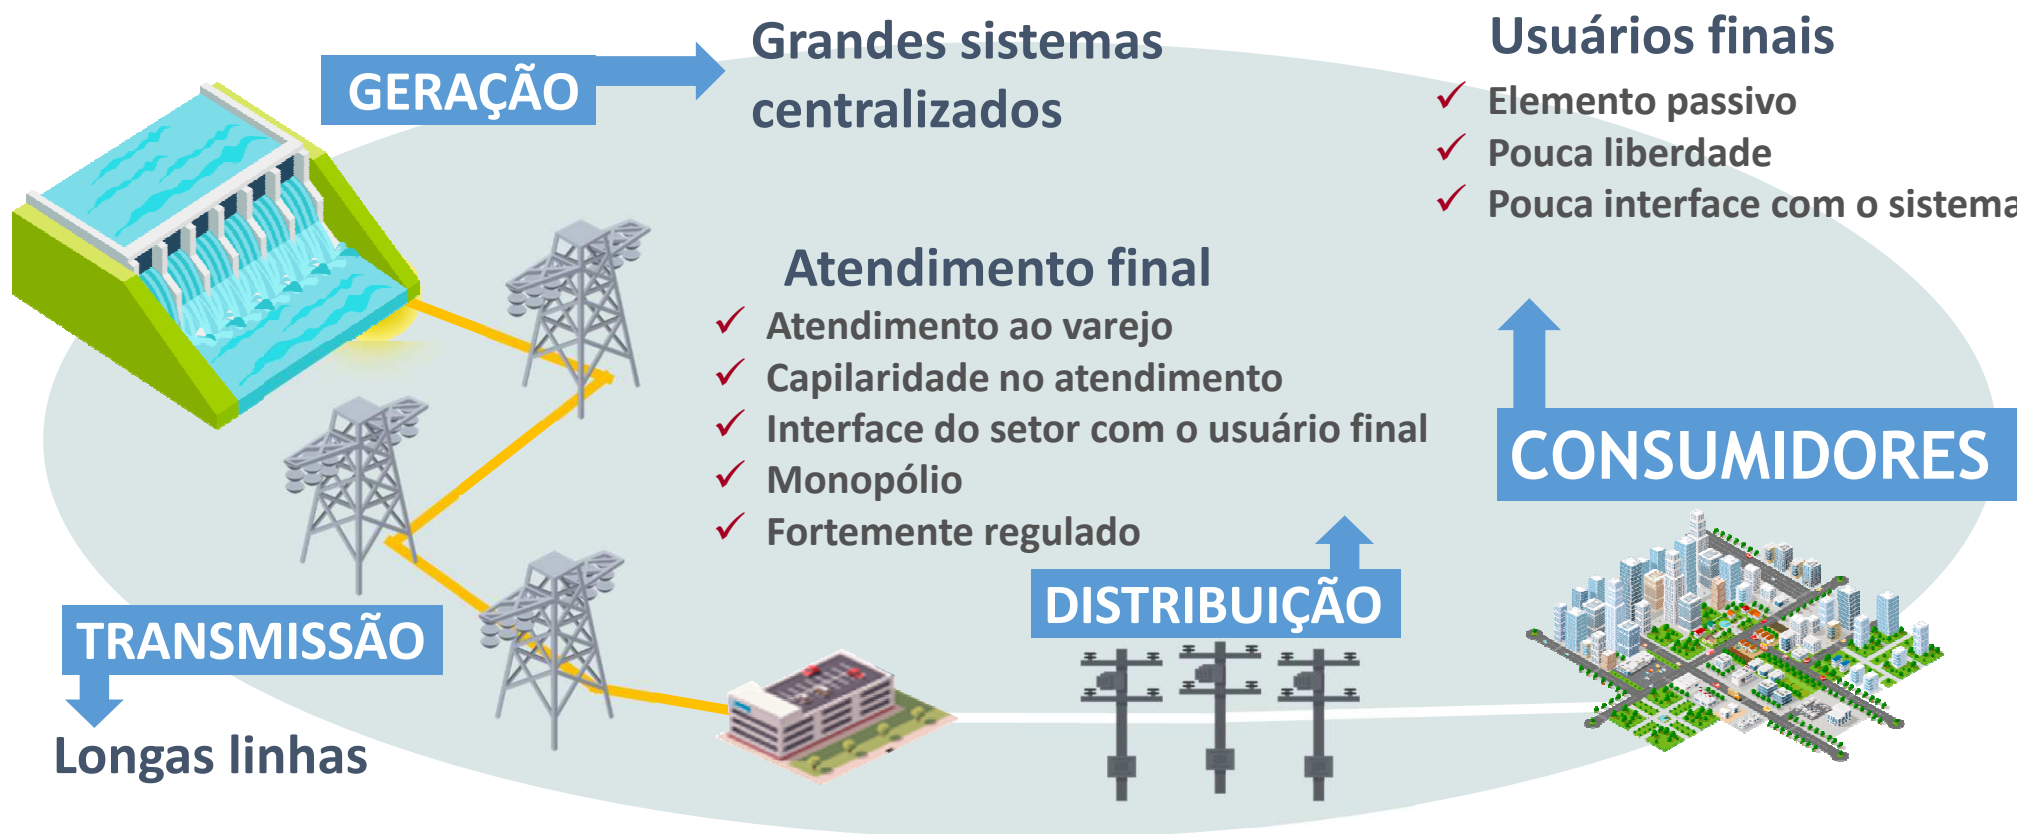 GERAÇÃO
Grandes sistemas
centralizados
Usuários finais
Elemento passivo
Pouca liberdade
Pouca interface com o sistema
Atendimento final
Atendimento ao varejo
Capilaridade no atendimento
Interface do setor com o usuário final
Monopólio
Fortemente regulado
CONSUMIDORES
DISTRIBUIÇÃO
TRANSMISSÃO
Longas linhas